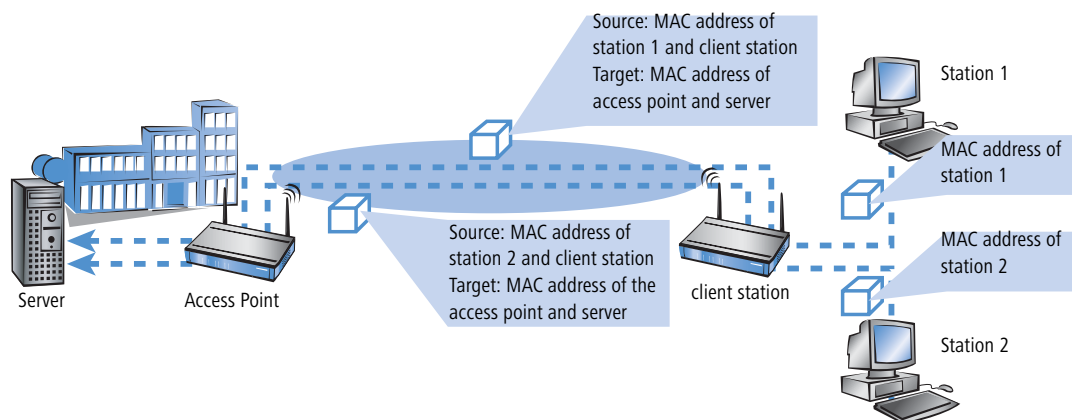 Source: MAC address of
station 1 and client station
Target: MAC address of
access point and server
Station 1
MAC address of
station 1
MAC address of
station 2
Source: MAC address of
station 2 and client station
Target: MAC address of the
access point and server
Server
Access Point
client station
Station 2